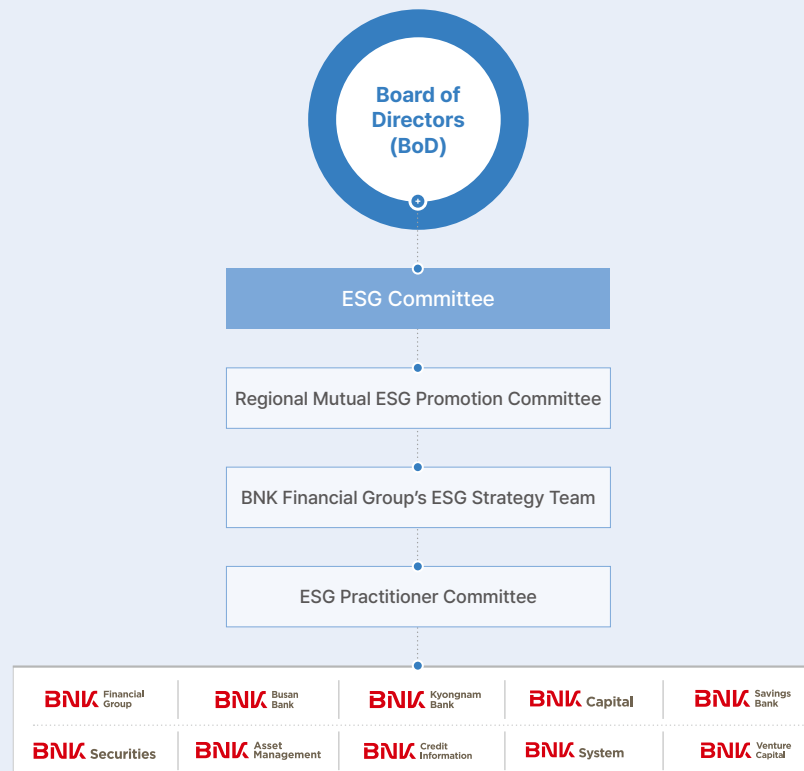 Board of
Directors
(BoD)
ESG Committee
Regional Mutual ESG Promotion Committee
BNK Financial Group’s ESG Strategy Team
ESG Practitioner Committee
BNK Financial Group
BNK Busan Bank
BNK Kyongnam Bank
BNK Capital
BNK Savings Bank
BNK Securities
BNK Asset Management
BNK Credit Information
BNK System
BNK Venture Capital